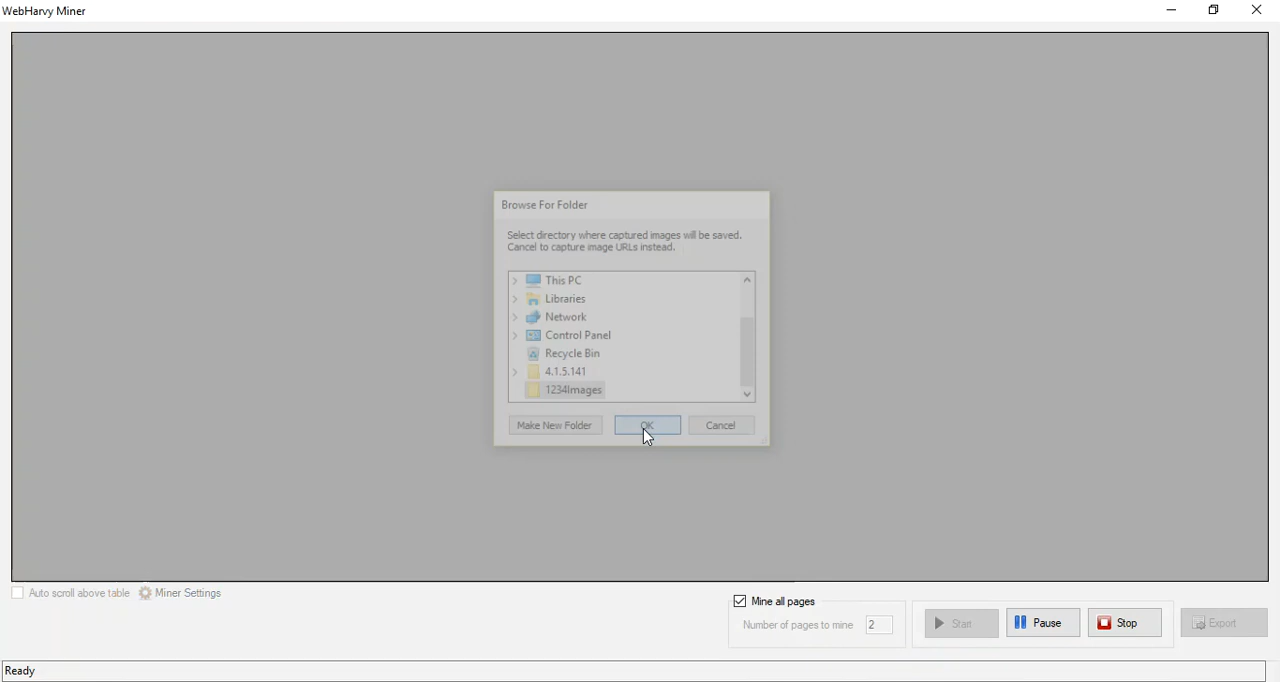 WebHarvy Miner
Browse For Folder
Select directory where captured images will be saved.
Cancel to capture image URLs instead.
This PC
Libraries
Network
Control Panel
Recycle Bin
4.1.5.141
1234Images
Make New Folder OK Cancel
Auto scroll above table Miner Settings
Mine all pages
Number of pages to mine 2
Start Pause Stop Export
Ready